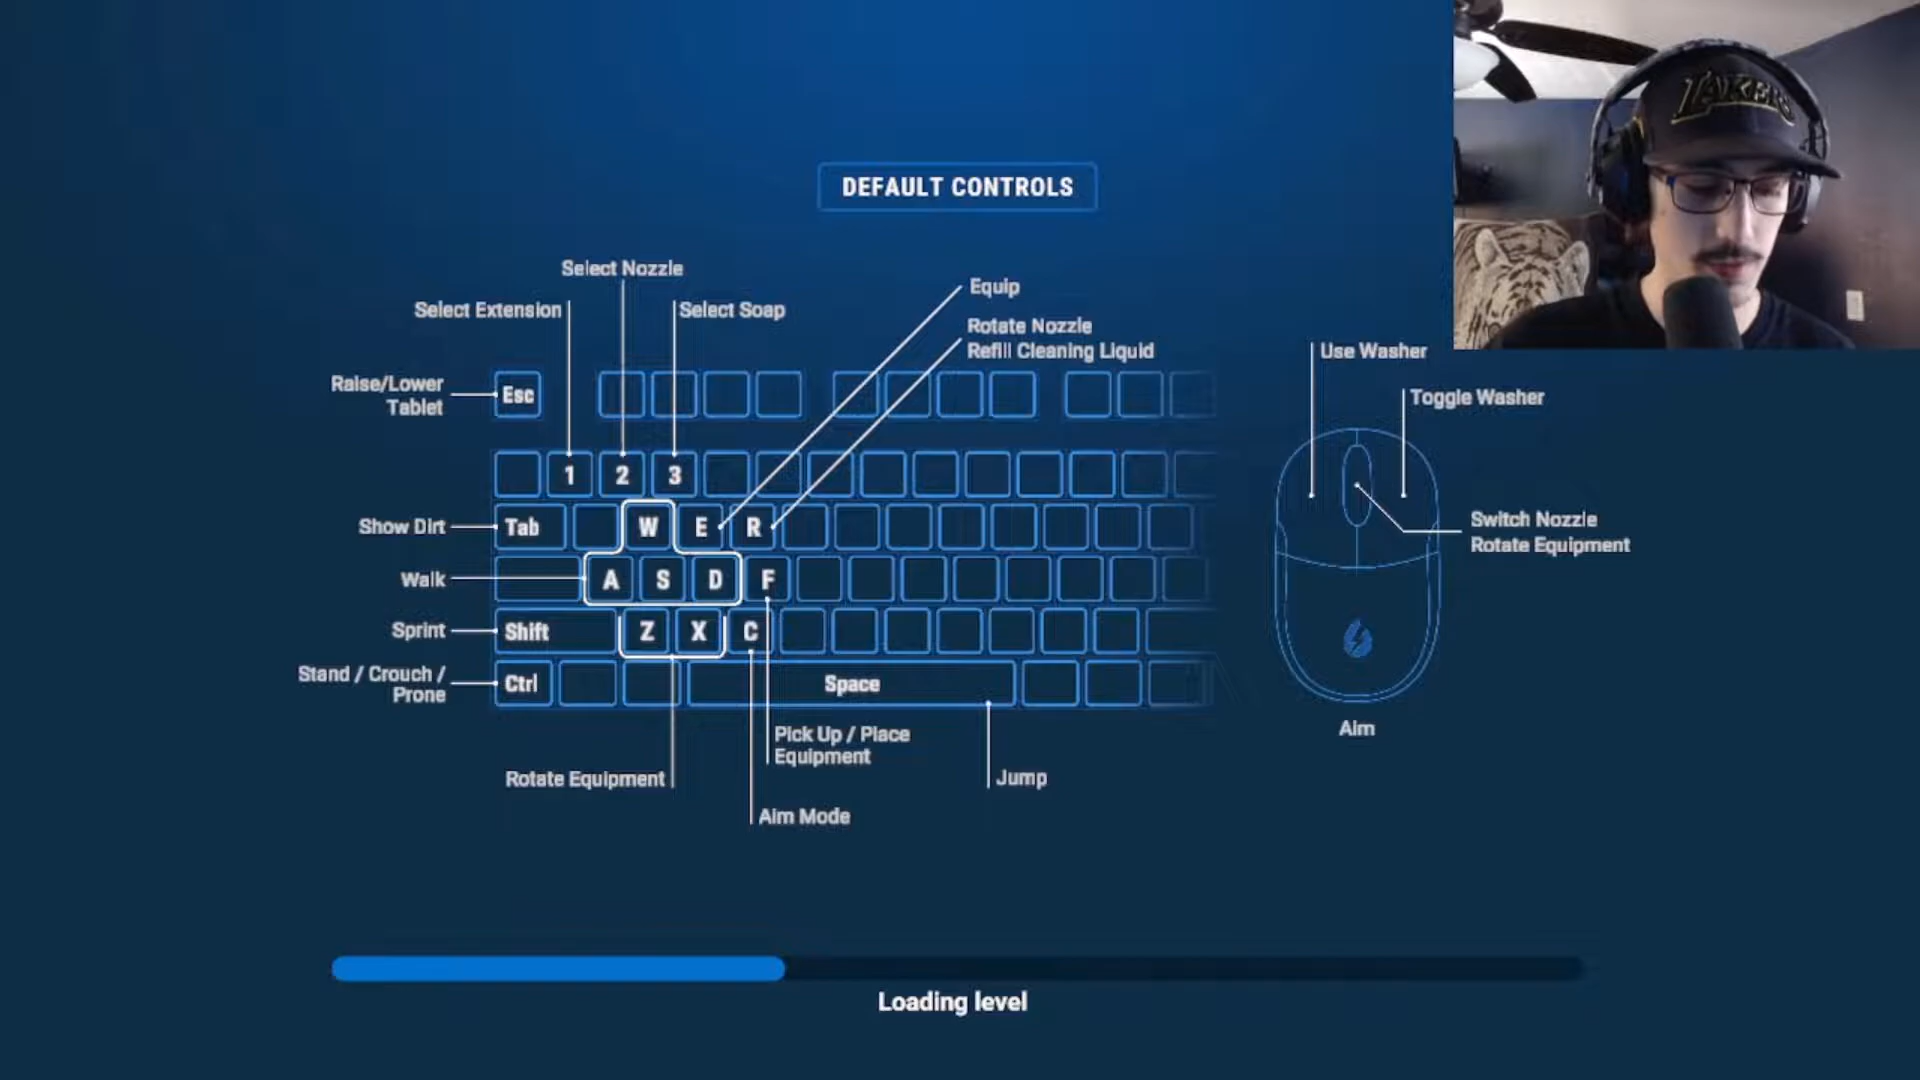 LAKERS
DEFAULT CONTROLS
Select Nozzle
Select Extension
Select Soap
Equip
Rotate Nozzle
Refill Cleaning Liquid
Use Washer
Toggle Washer
Raise/Lower
Tablet
Esc
1 2 3
Show Dirt
Tab W E R
Switch Nozzle
Rotate Equipment
Walk
A S D F
Sprint
Shift Z X C
Stand / Crouch /
Prone
Ctrl Space
Aim
Pick Up / Place
Equipment
Rotate Equipment
Jump
Aim Mode
Loading level